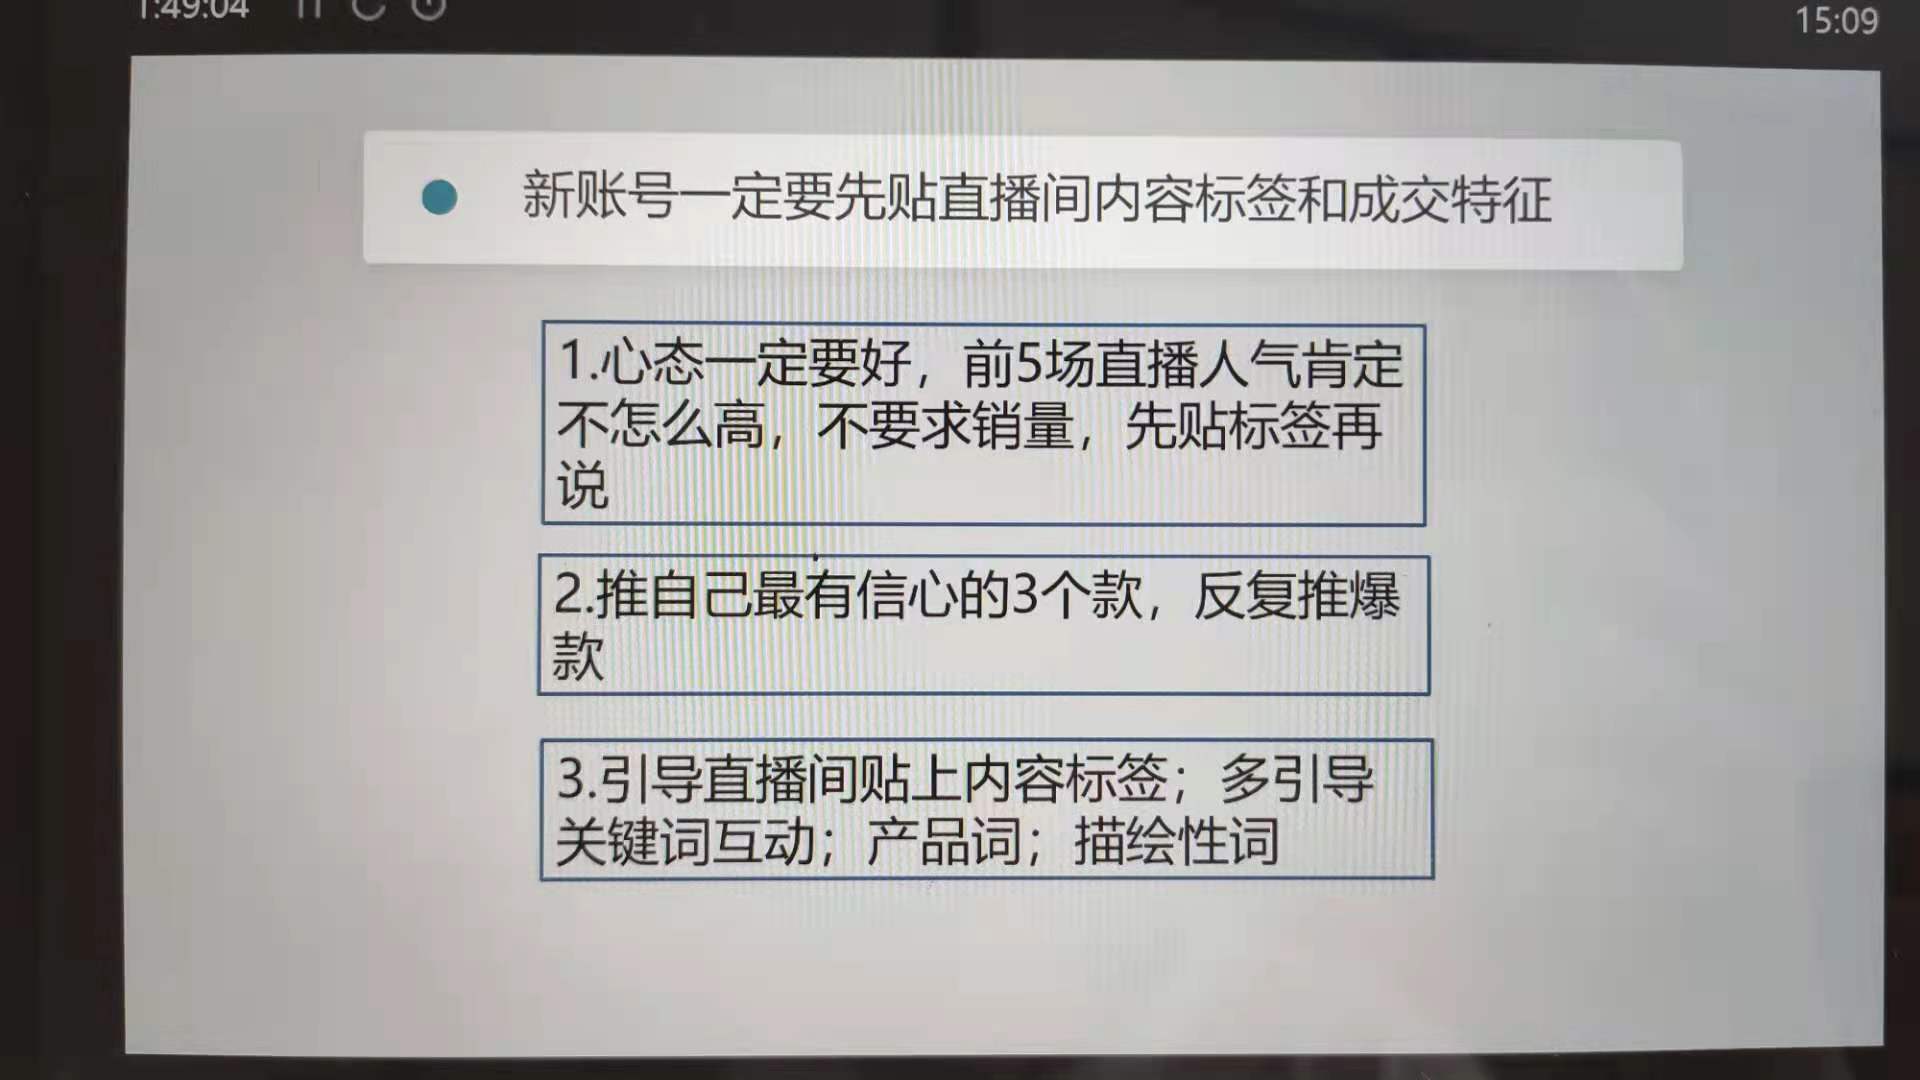 1:49:04
15:09
新账号一定要先贴直播间内容标签和成交特征
1.心态一定要好，前5场直播人气肯定
不怎么高，不要求销量，先贴标签再
说
2.推自己最有信心的3个款，反复推爆
款
3.引导直播间贴上内容标签；多引导
关键词互动；产品词；描绘性词